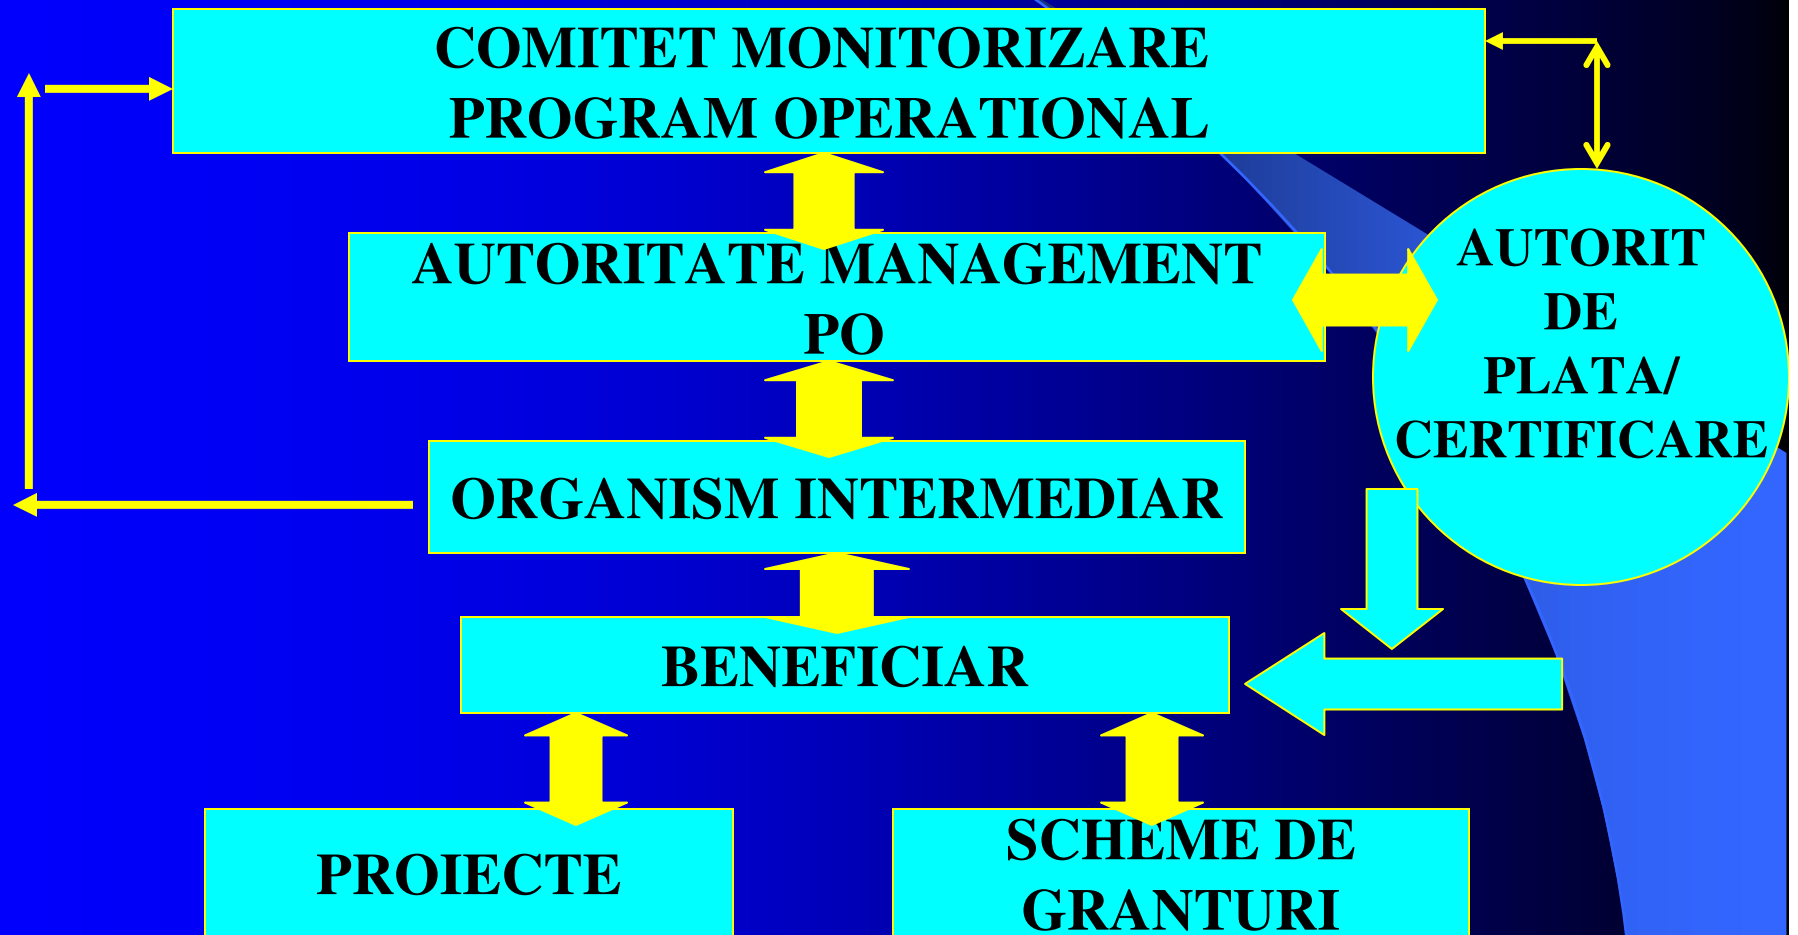 COMITET MONITORIZARE
PROGRAM OPERATIONAL
AUTORITATE MANAGEMENT
PO
AUTORIT
DE
PLATA/
CERTIFICARE
ORGANISM INTERMEDIAR
BENEFICIAR
PROIECTE
SCHEME DE
GRANTURI